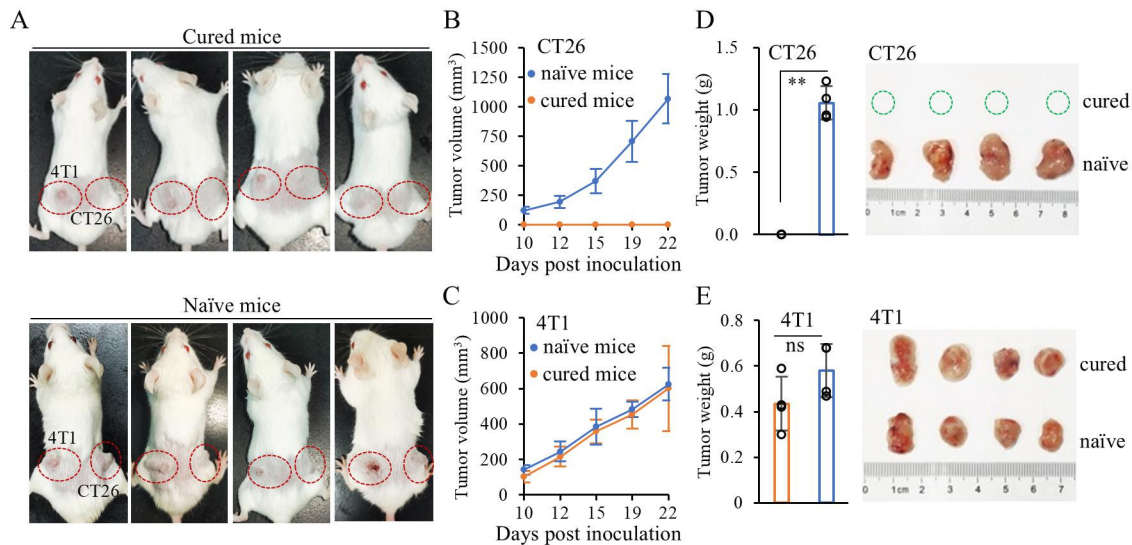 A
Cured mice
4T1
CT26
Naïve mice
4T1
CT26
B
CT26
naïve mice
cured mice
Tumor volume (mm³)
1500
1250
1000
750
500
250
0
10 12 15 19 22
Days post inoculation
C
4T1
naïve mice
cured mice
Tumor volume (mm³)
1000
800
600
400
200
0
10 12 15 19 22
Days post inoculation
D
CT26
**
Tumor weight (g)
1.5
1.0
0.5
0.0
CT26
cured
naïve
0 1cm 2 3 4 5 6 7 8
E
4T1
ns
Tumor weight (g)
0.8
0.6
0.4
0.2
0
4T1
cured
naïve
0 1cm 2 3 4 5 6 7